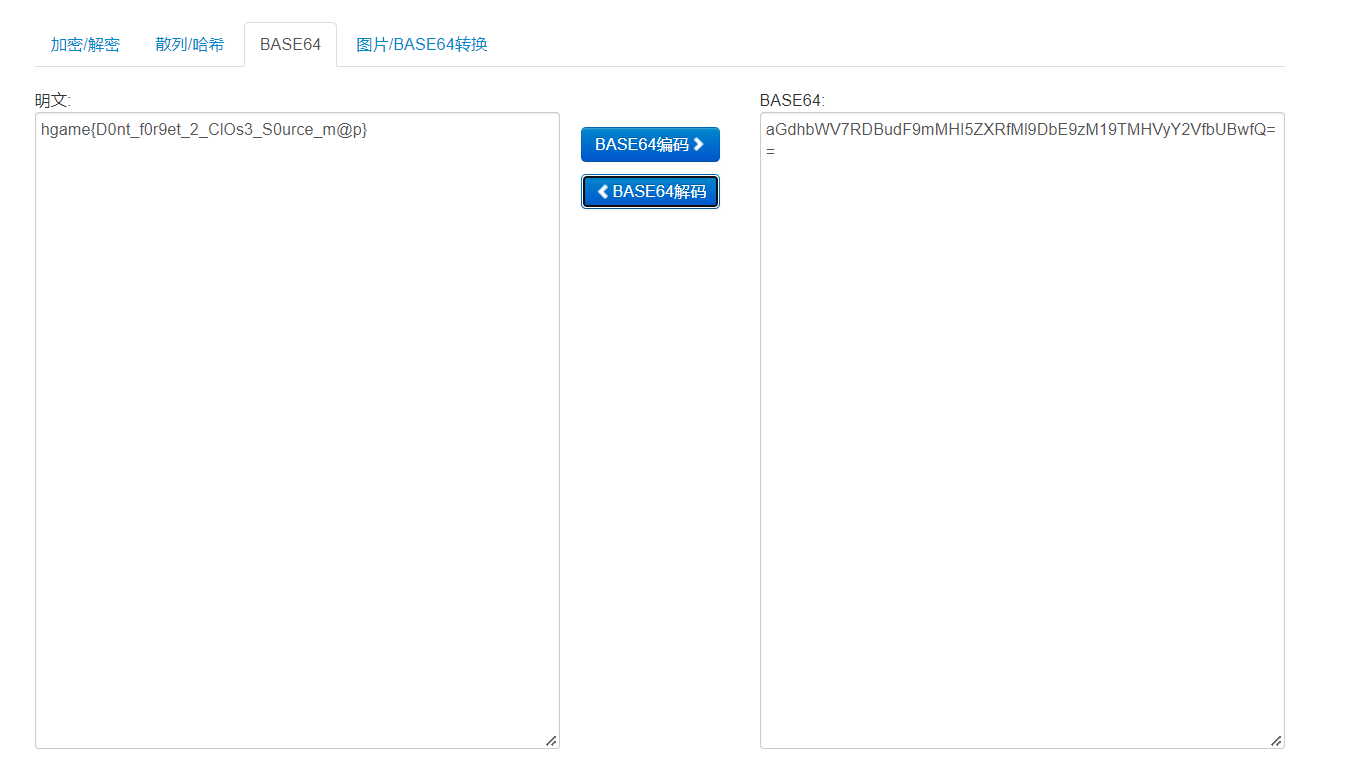 加密/解密 散列/哈希 BASE64 图片/BASE64转换
明文: BASE64:
hgame{D0nt_f0r9et_2_ClOs3_S0urce_m@p}
BASE64编码
BASE64解码
aGdhbWV7RDBudF9mMHI5ZXRfMl9DbE9zM19TMHVyY2VfbUBwfQ=
=